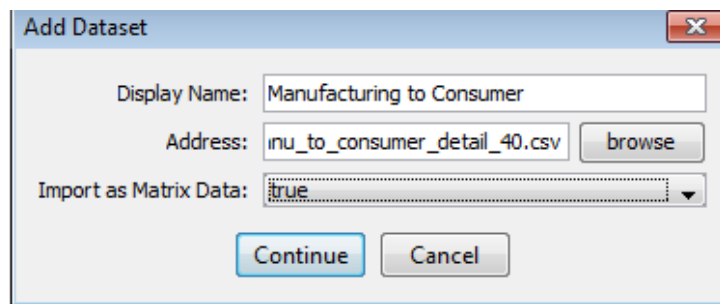 Add Dataset
Display Name: Manufacturing to Consumer
Address: nu_to_consumer_detail_40.csv browse
Import as Matrix Data: true
Continue Cancel